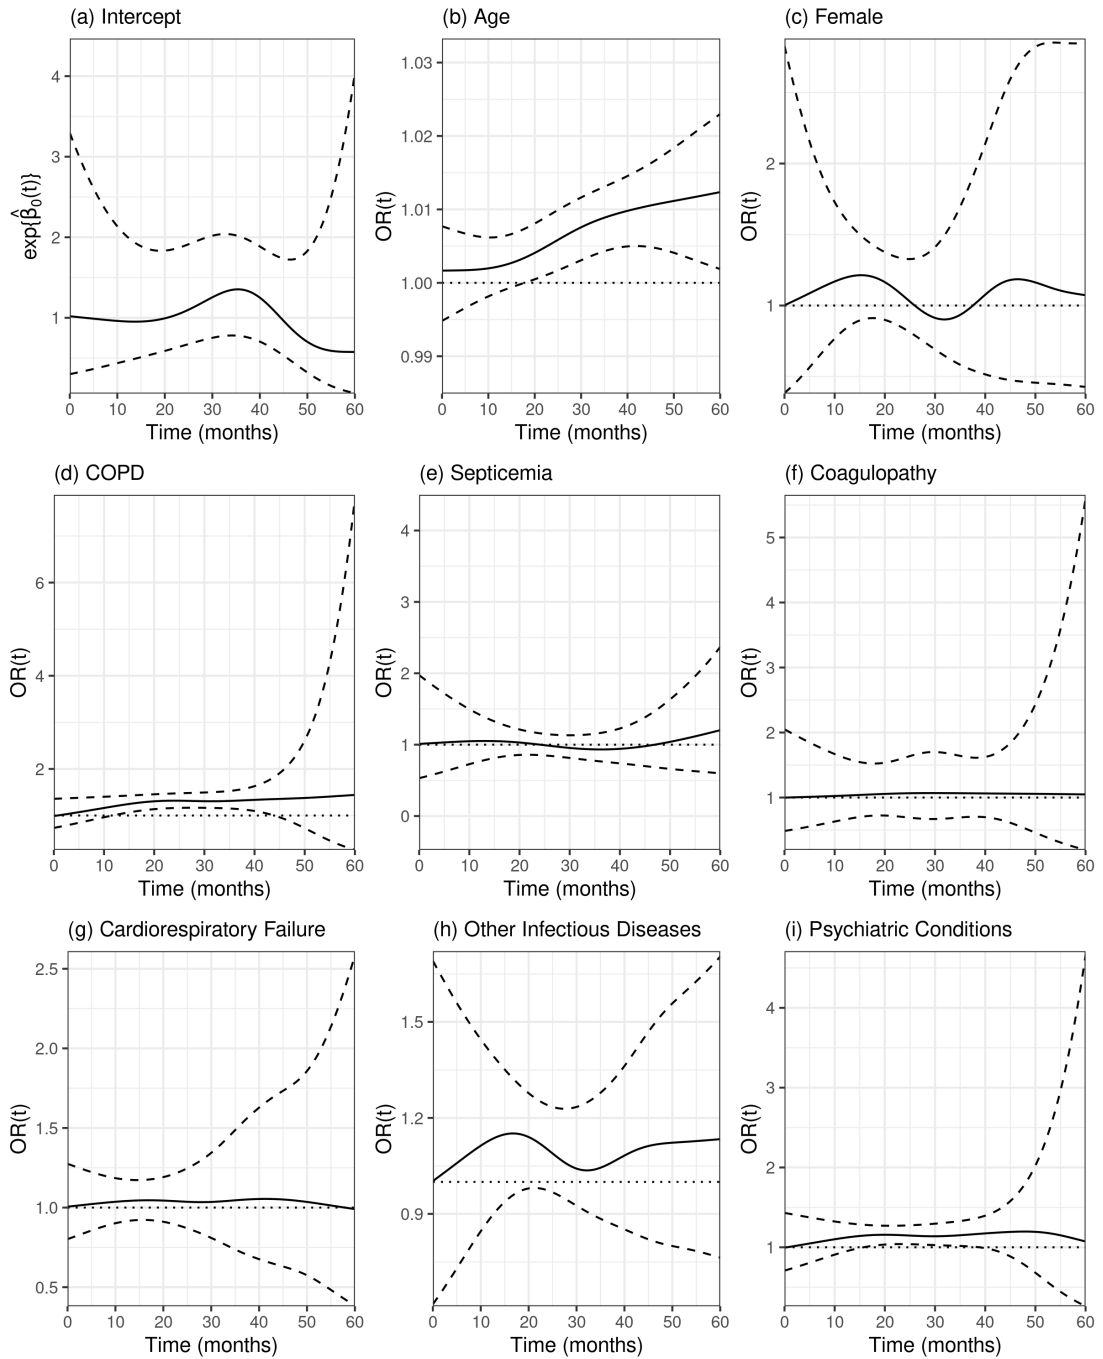 (a) Intercept
(b) Age
(c) Female
4
3
2
1
exp{β̂₀(t)}
0 10 20 30 40 50 60
Time (months)
1.03
1.02
1.01
1.00
0.99
OR(t)
0 10 20 30 40 50 60
Time (months)
2
1
OR(t)
0 10 20 30 40 50 60
Time (months)
(d) COPD
(e) Septicemia
(f) Coagulopathy
6
4
2
OR(t)
0 10 20 30 40 50 60
Time (months)
4
3
2
1
0
OR(t)
0 10 20 30 40 50 60
Time (months)
5
4
3
2
1
OR(t)
0 10 20 30 40 50 60
Time (months)
(g) Cardiorespiratory Failure
(h) Other Infectious Diseases
(i) Psychiatric Conditions
2.5
2.0
1.5
1.0
0.5
OR(t)
0 10 20 30 40 50 60
Time (months)
1.5
1.2
0.9
OR(t)
0 10 20 30 40 50 60
Time (months)
4
3
2
1
OR(t)
0 10 20 30 40 50 60
Time (months)